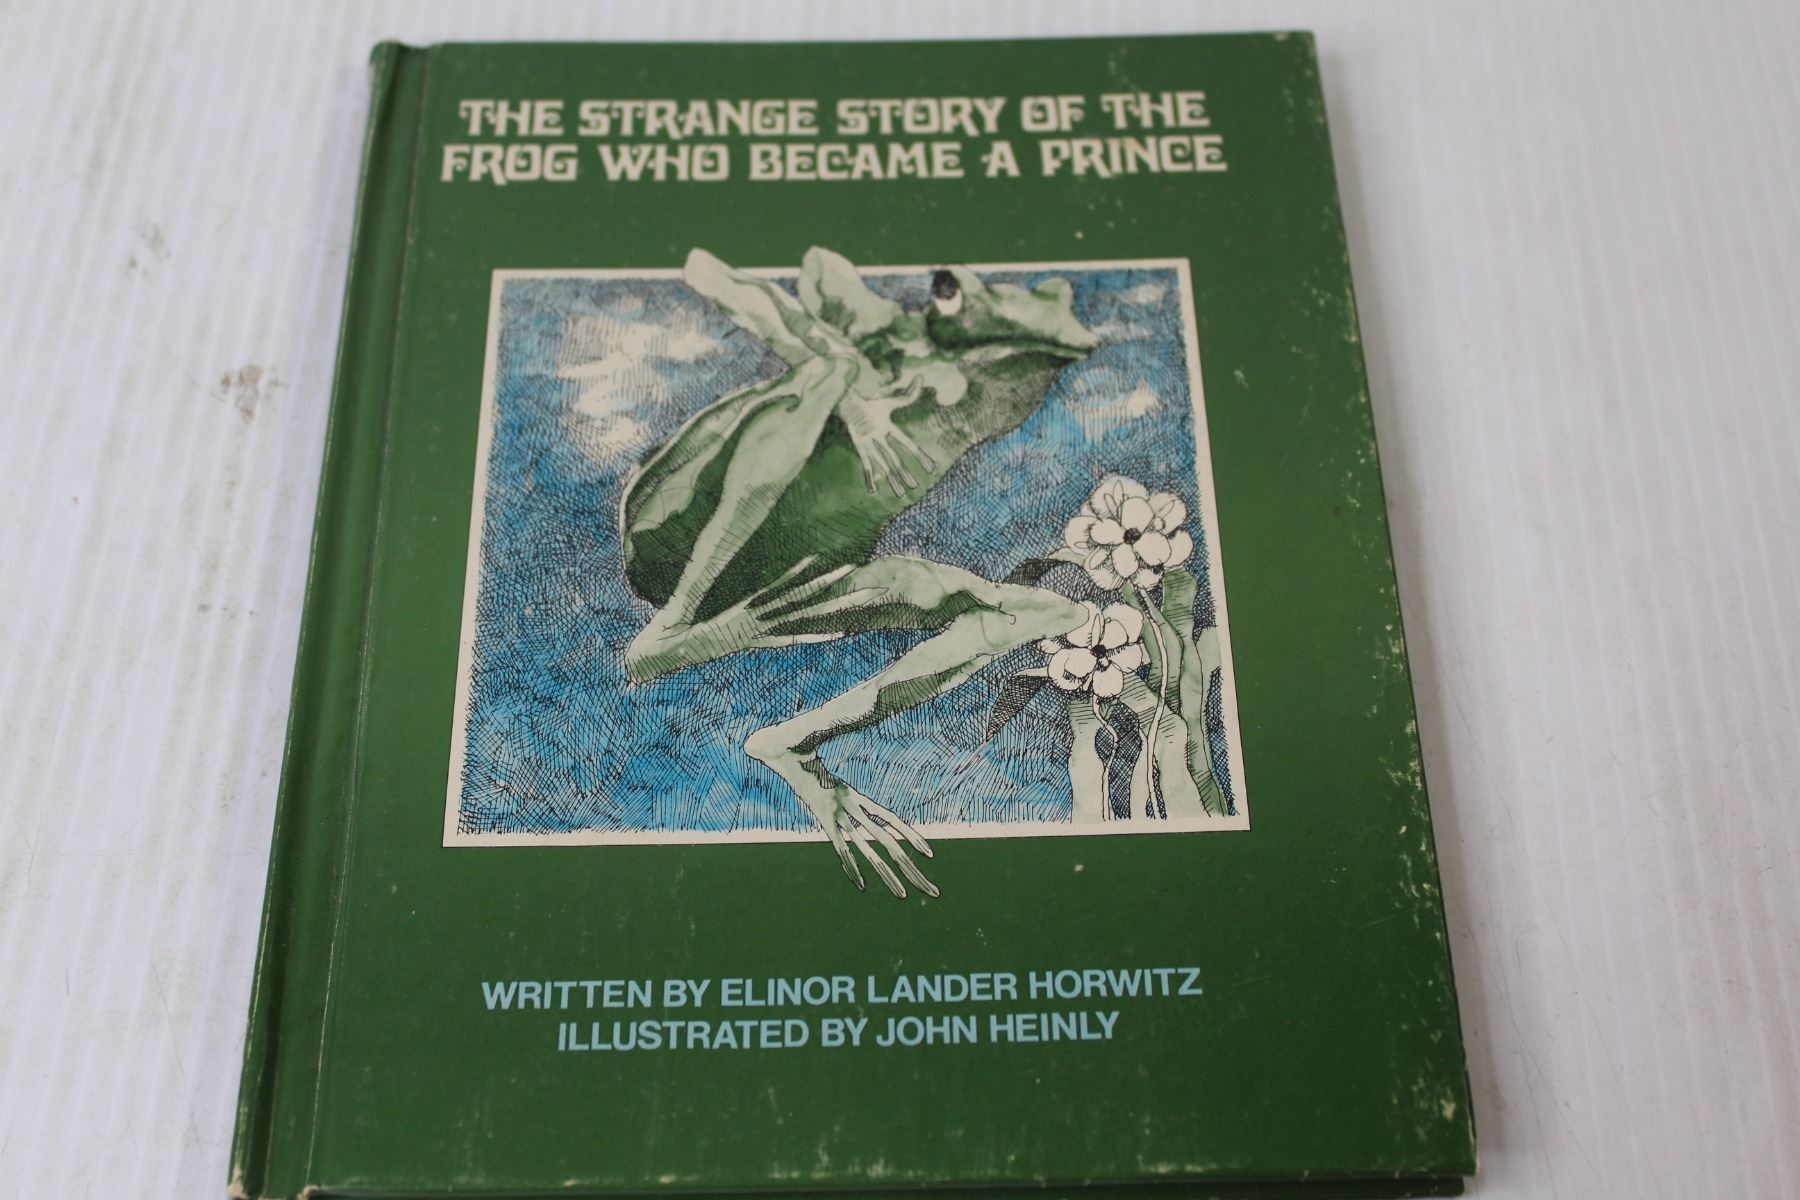 THE STRANGE STORY OF THE
FROG WHO BECAME A PRINCE
WRITTEN BY ELINOR LANDER HORWITZ
ILLUSTRATED BY JOHN HEINLY